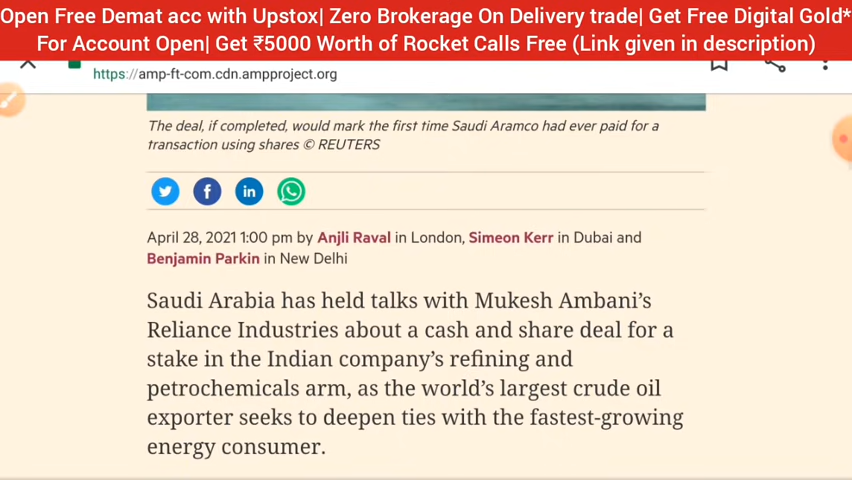 Open Free Demat acc with Upstox| Zero Brokerage On Delivery trade| Get Free Digital Gold*
For Account Open| Get ₹5000 Worth of Rocket Calls Free (Link given in description)
https://amp-ft-com.cdn.ampproject.org
The deal, if completed, would mark the first time Saudi Aramco had ever paid for a
transaction using shares © REUTERS
in
April 28, 2021 1:00 pm by Anjli Raval in London, Simeon Kerr in Dubai and
Benjamin Parkin in New Delhi
Saudi Arabia has held talks with Mukesh Ambani’s
Reliance Industries about a cash and share deal for a
stake in the Indian company’s refining and
petrochemicals arm, as the world’s largest crude oil
exporter seeks to deepen ties with the fastest-growing
energy consumer.